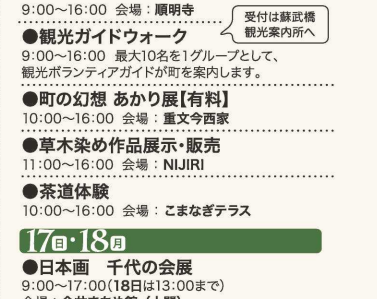 9:00〜16:00 会場：順明寺
受付は蘇武橋
観光案内所へ
●観光ガイドウォーク
9:00〜16:00 最大10名を1グループとして、
観光ボランティアガイドが町を案内します。
●町の幻想 あかり展【有料】
10:00〜16:00 会場：重文今西家
●草木染め作品展示・販売
11:00〜16:00 会場：NIJIRI
●茶道体験
10:00〜16:00 会場：こまなぎテラス
17日・18月
●日本画 千代の会展
9:00〜17:00（18日は13:00まで）